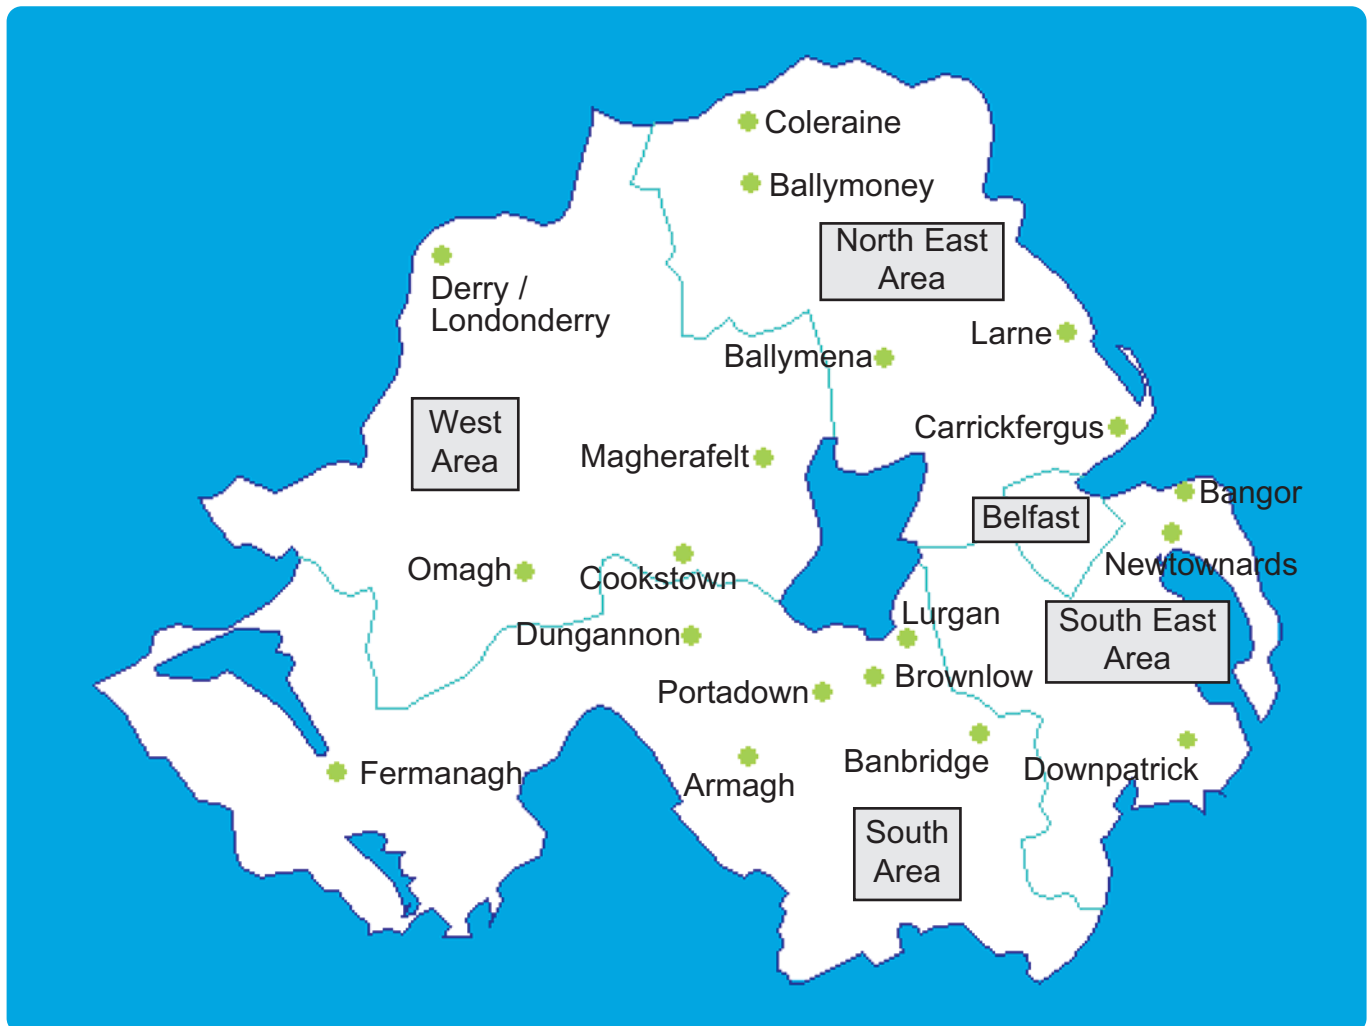 Coleraine
Ballymoney
North East
Area
Derry /
Londonderry
Larne
Ballymena
West
Area
Carrickfergus
Magherafelt
Bangor
Belfast
Newtownards
Omagh
Cookstown
Lurgan
South East
Area
Dungannon
Brownlow
Portadown
Banbridge
Downpatrick
Fermanagh
Armagh
South
Area